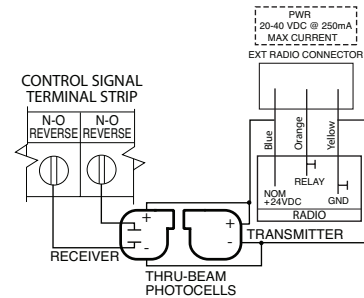 PWR
20-40 VDC @ 250mA
MAX CURRENT
EXT RADIO CONNECTOR
CONTROL SIGNAL
TERMINAL STRIP
N-O
REVERSE
N-O
REVERSE
Blue
Orange
Yellow
RELAY
NOM
+24VDC
GND
RADIO
+
-
+
-
RECEIVER
TRANSMITTER
THRU-BEAM
PHOTOCELLS